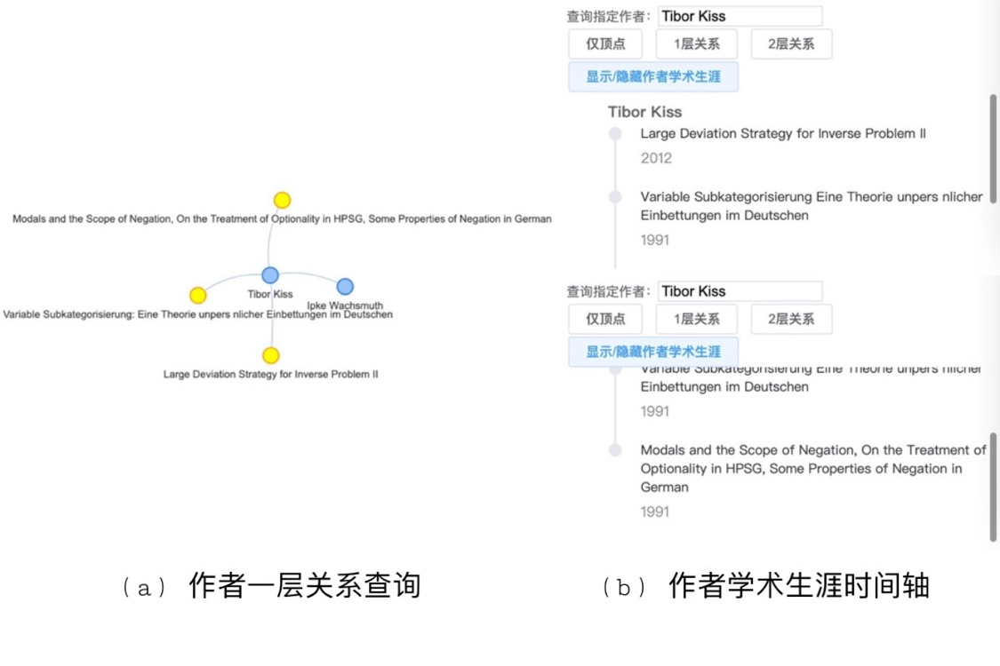 Modals and the Scope of Negation, On the Treatment of Optionality in HPSG, Some Properties of Negation in German
Tibor Kiss
Ipke Wachsmuth
Variable Subkategorisierung: Eine Theorie unpers nlicher Einbettungen im Deutschen
Large Deviation Strategy for Inverse Problem II
(a) 作者一层关系查询
查询指定作者: Tibor Kiss
仅顶点 1层关系 2层关系
显示/隐藏作者学术生涯
Tibor Kiss
Large Deviation Strategy for Inverse Problem II
2012
Variable Subkategorisierung Eine Theorie unpers nlicher
Einbettungen im Deutschen
1991
查询指定作者: Tibor Kiss
仅顶点 1层关系 2层关系
显示/隐藏作者学术生涯
Variable Subkategorisierung Eine Theorie unpers nlicher
Einbettungen im Deutschen
1991
Modals and the Scope of Negation, On the Treatment of
Optionality in HPSG, Some Properties of Negation in
German
1991
(b) 作者学术生涯时间轴